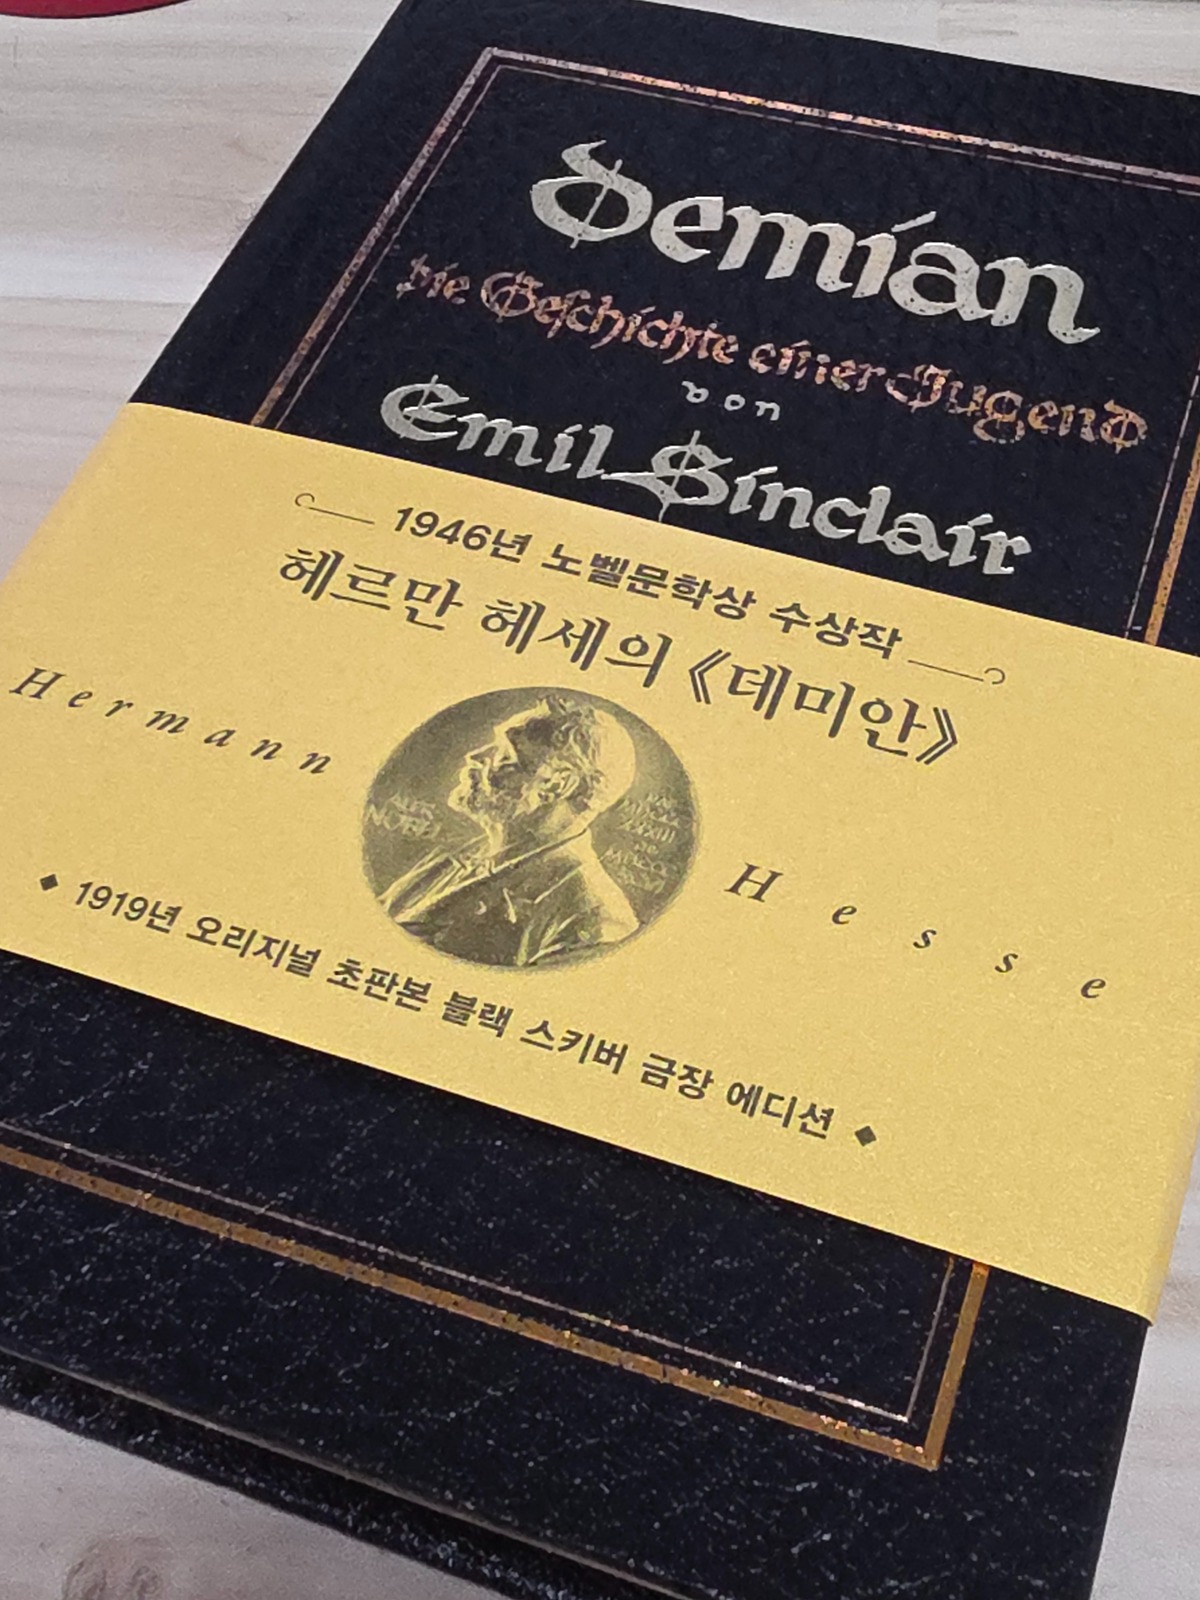 Demian
Die Geschichte einer Jugend
von
Emil Sinclair
1946년 노벨문학상 수상작
헤르만 헤세의 《데미안》
Hermann
Hesse
ALFR.
NOBEL
◆ 1919년 오리지널 초판본 블랙 스키버 금장 에디션 ◆